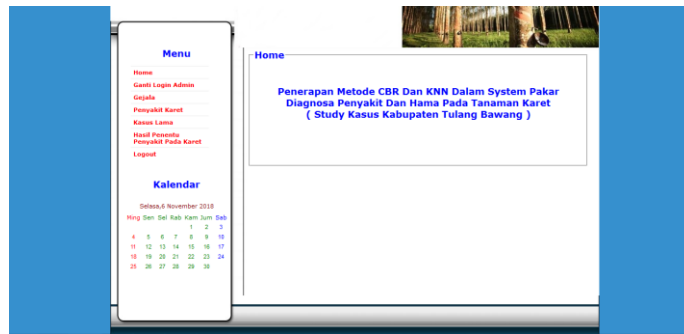 Menu
Home
Ganti Login Admin
Gejala
Penyakit Karet
Kasus Lama
Hasil Penentu
Penyakit Pada Karet
Logout
Kalendar
Selasa,6 November 2018
Ming Sen Sel Rab Kam Jum Sab
1 2 3
4 5 6 7 8 9 10
11 12 13 14 15 16 17
18 19 20 21 22 23 24
25 26 27 28 29 30
Home
Penerapan Metode CBR Dan KNN Dalam System Pakar
Diagnosa Penyakit Dan Hama Pada Tanaman Karet
( Study Kasus Kabupaten Tulang Bawang )